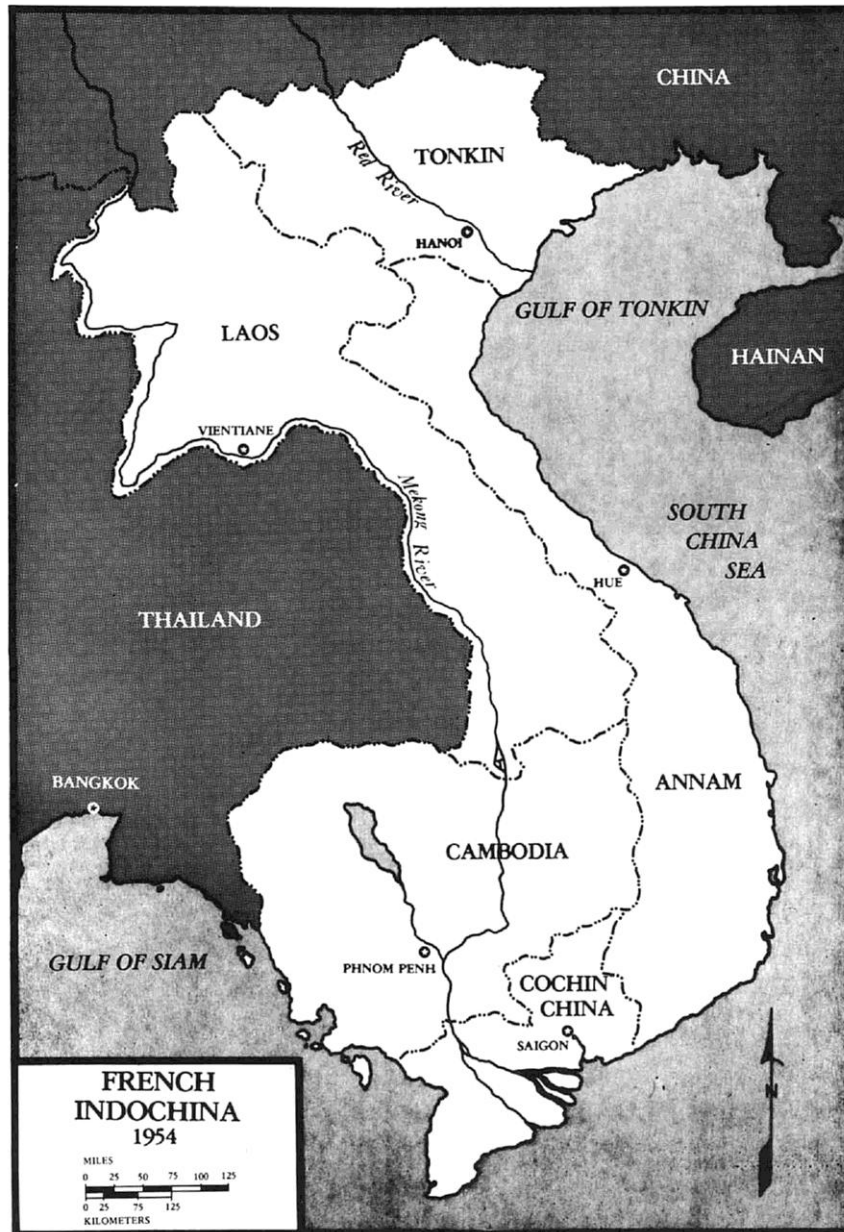 CHINA
TONKIN
Red River
HANOI
GULF OF TONKIN
LAOS
HAINAN
VIENTIANE
Mekong River
SOUTH
CHINA
SEA
HUE
THAILAND
BANGKOK
ANNAM
CAMBODIA
GULF OF SIAM
PHNOM PENH
COCHIN
CHINA
SAIGON
N
FRENCH
INDOCHINA
1954
MILES
0 25 50 75 100 125
0 25 75 125
KILOMETERS